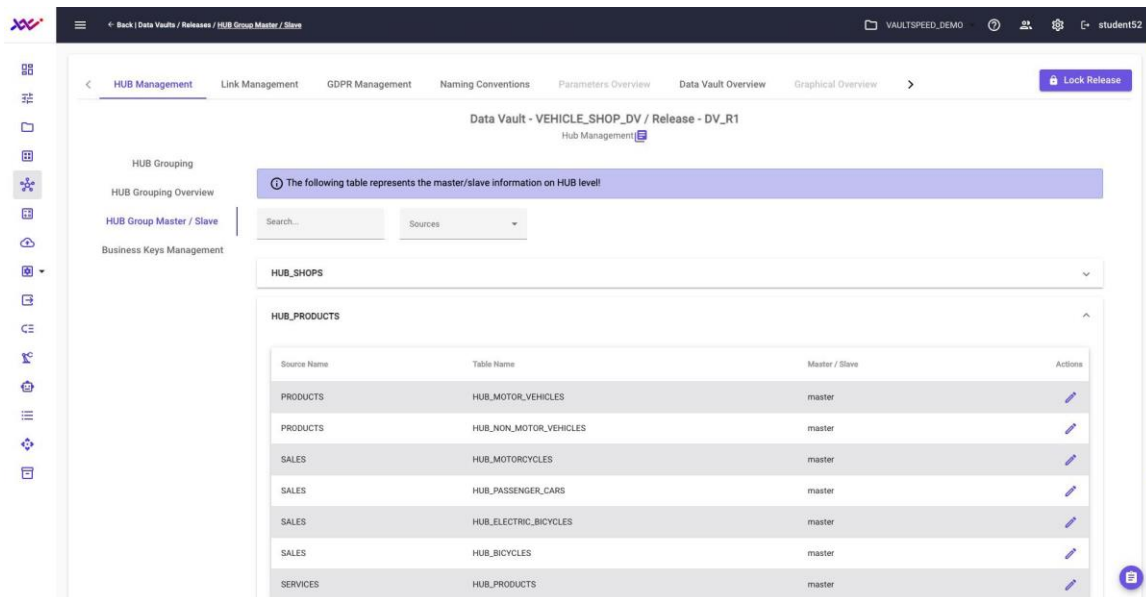 ← Back | Data Vaults / Releases / HUB Group Master / Slave
VAULTSPEED_DEMO
student52
HUB Management
Link Management
GDPR Management
Naming Conventions
Parameters Overview
Data Vault Overview
Graphical Overview
Lock Release
Data Vault - VEHICLE_SHOP_DV / Release - DV_R1
Hub Management
HUB Grouping
HUB Grouping Overview
HUB Group Master / Slave
Business Keys Management
The following table represents the master/slave information on HUB level!
Search...
Sources
HUB_SHOPS
HUB_PRODUCTS
Source Name Table Name Master / Slave Actions
PRODUCTS HUB_MOTOR_VEHICLES master
PRODUCTS HUB_NON_MOTOR_VEHICLES master
SALES HUB_MOTORCYCLES master
SALES HUB_PASSENGER_CARS master
SALES HUB_ELECTRIC_BICYCLES master
SALES HUB_BICYCLES master
SERVICES HUB_PRODUCTS master